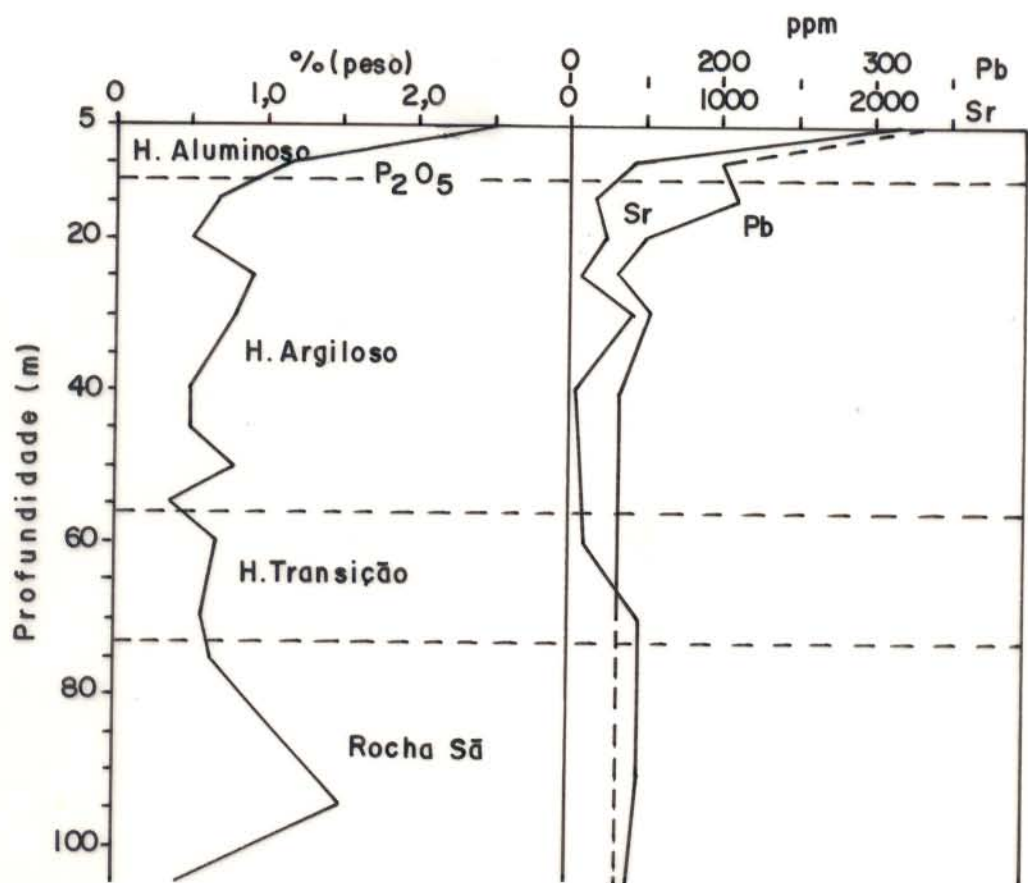 ppm
% (peso)
0 200 300 Pb
0 1,0 2,0
0 1000 2000 Sr
5
H. Aluminoso
P2O5
Sr
Pb
20
H. Argiloso
Profundidade (m)
40
60
H. Transição
80
Rocha Sã
100